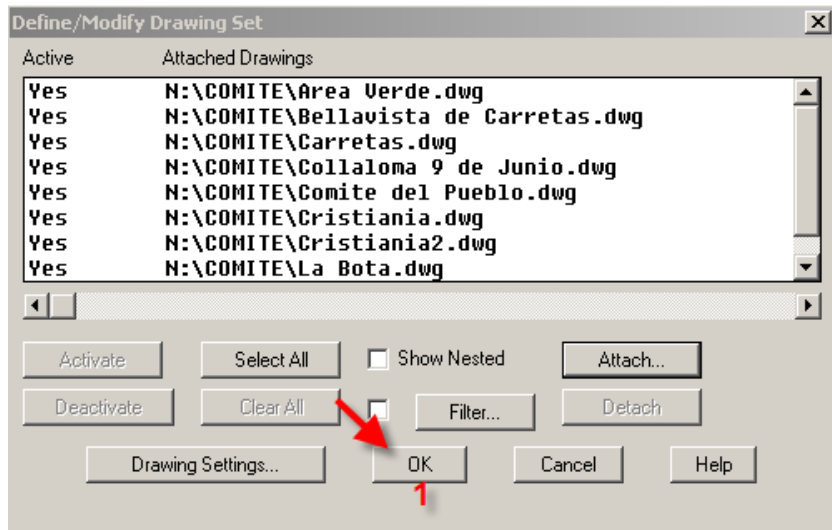 Define/Modify Drawing Set
Active Attached Drawings
Yes N:\COMITE\Area Verde.dwg
Yes N:\COMITE\Bellavista de Carretas.dwg
Yes N:\COMITE\Carretas.dwg
Yes N:\COMITE\Collaloma 9 de Junio.dwg
Yes N:\COMITE\Comite del Pueblo.dwg
Yes N:\COMITE\Cristiania.dwg
Yes N:\COMITE\Cristiania2.dwg
Yes N:\COMITE\La Bota.dwg
Activate Select All Show Nested Attach...
Deactivate Clear All Filter... Detach
Drawing Settings... OK Cancel Help
1